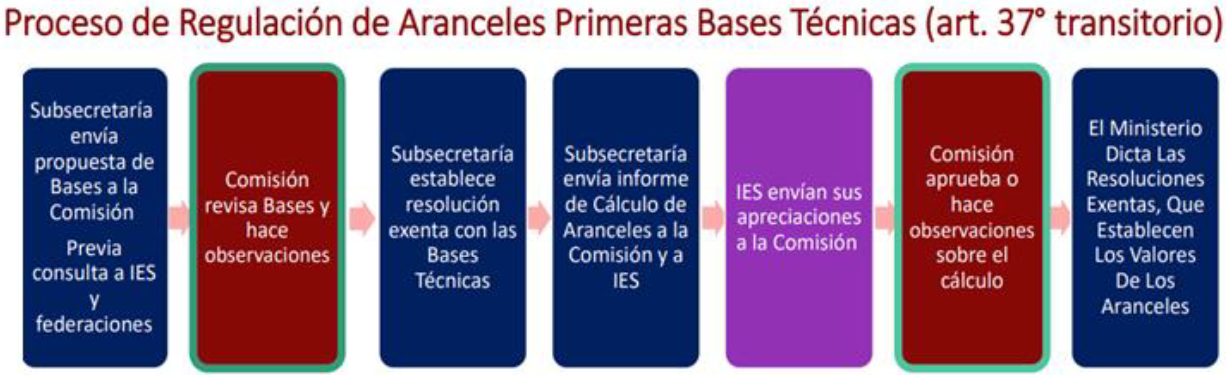 Proceso de Regulación de Aranceles Primeras Bases Técnicas (art. 37° transitorio)
Subsecretaría
envía
propuesta de
Bases a la
Comisión
Previa
consulta a IES
y
federaciones
Comisión
revisa Bases y
hace
observaciones
Subsecretaría
establece
resolución
exenta con las
Bases
Técnicas
Subsecretaría
envía informe
de Cálculo de
Aranceles a la
Comisión y a
IES
IES envían sus
apreciaciones
a la Comisión
Comisión
aprueba o
hace
observaciones
sobre el
cálculo
El Ministerio
Dicta Las
Resoluciones
Exentas, Que
Establecen
Los Valores
De Los
Aranceles